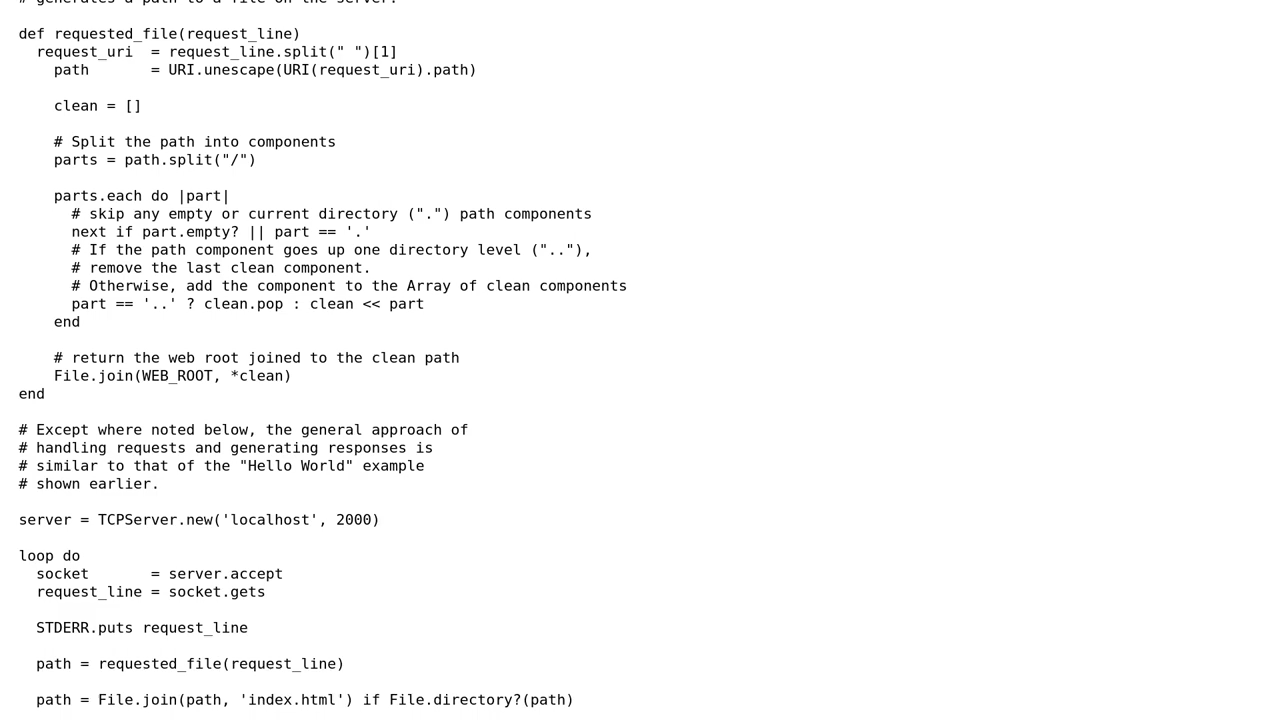 # generates a path to a file on the server.

def requested_file(request_line)
  request_uri  = request_line.split(" ")[1]
    path       = URI.unescape(URI(request_uri).path)

    clean = []

    # Split the path into components
    parts = path.split("/")

    parts.each do |part|
      # skip any empty or current directory (".") path components
      next if part.empty? || part == '.'
      # If the path component goes up one directory level (".."),
      # remove the last clean component.
      # Otherwise, add the component to the Array of clean components
      part == '..' ? clean.pop : clean << part
    end

    # return the web root joined to the clean path
    File.join(WEB_ROOT, *clean)
end

# Except where noted below, the general approach of
# handling requests and generating responses is
# similar to that of the "Hello World" example
# shown earlier.

server = TCPServer.new('localhost', 2000)

loop do
  socket       = server.accept
  request_line = socket.gets

  STDERR.puts request_line

  path = requested_file(request_line)

  path = File.join(path, 'index.html') if File.directory?(path)